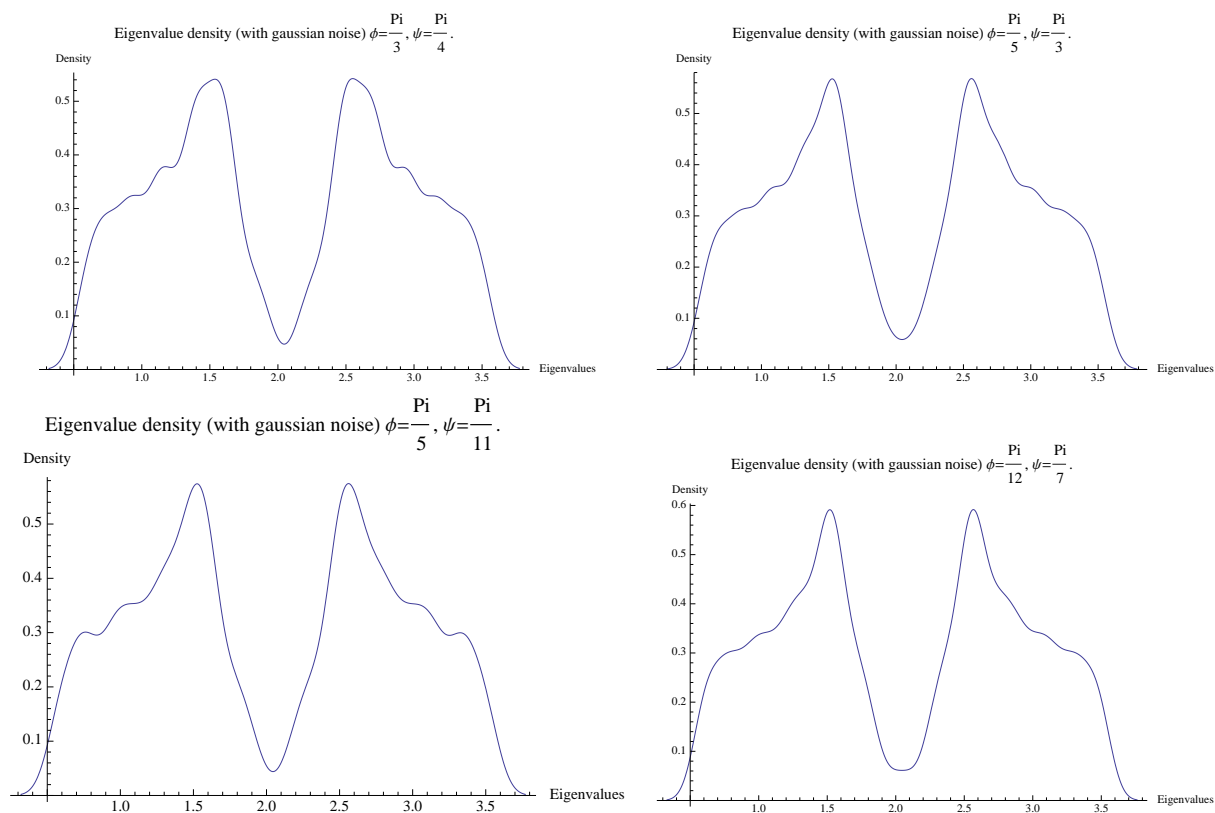 Eigenvalue density (with gaussian noise) ϕ=Pi/3, ψ=Pi/4.
Density
0.5
0.4
0.3
0.2
0.1
1.0 1.5 2.0 2.5 3.0 3.5 Eigenvalues
Eigenvalue density (with gaussian noise) ϕ=Pi/5, ψ=Pi/3.
Density
0.5
0.4
0.3
0.2
0.1
1.0 1.5 2.0 2.5 3.0 3.5 Eigenvalues
Eigenvalue density (with gaussian noise) ϕ=Pi/5, ψ=Pi/11.
Density
0.5
0.4
0.3
0.2
0.1
1.0 1.5 2.0 2.5 3.0 3.5 Eigenvalues
Eigenvalue density (with gaussian noise) ϕ=Pi/12, ψ=Pi/7.
Density
0.6
0.5
0.4
0.3
0.2
0.1
1.0 1.5 2.0 2.5 3.0 3.5 Eigenvalues